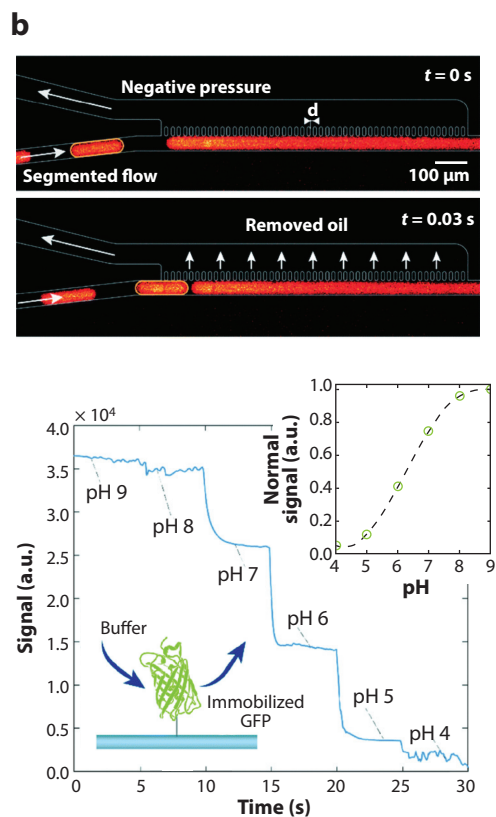 b
Negative pressure
t = 0 s
d
Segmented flow
100 μm
Removed oil
t = 0.03 s
× 10⁴
4.0
3.5
3.0
2.5
2.0
1.5
1.0
0.5
0.0
Signal (a.u.)
0
5
10
15
20
25
30
Time (s)
pH 9
pH 8
pH 7
pH 6
pH 5
pH 4
Buffer
Immobilized
GFP
Normal
signal (a.u.)
1.0
0.8
0.6
0.4
0.2
0.0
4
5
6
7
8
9
pH